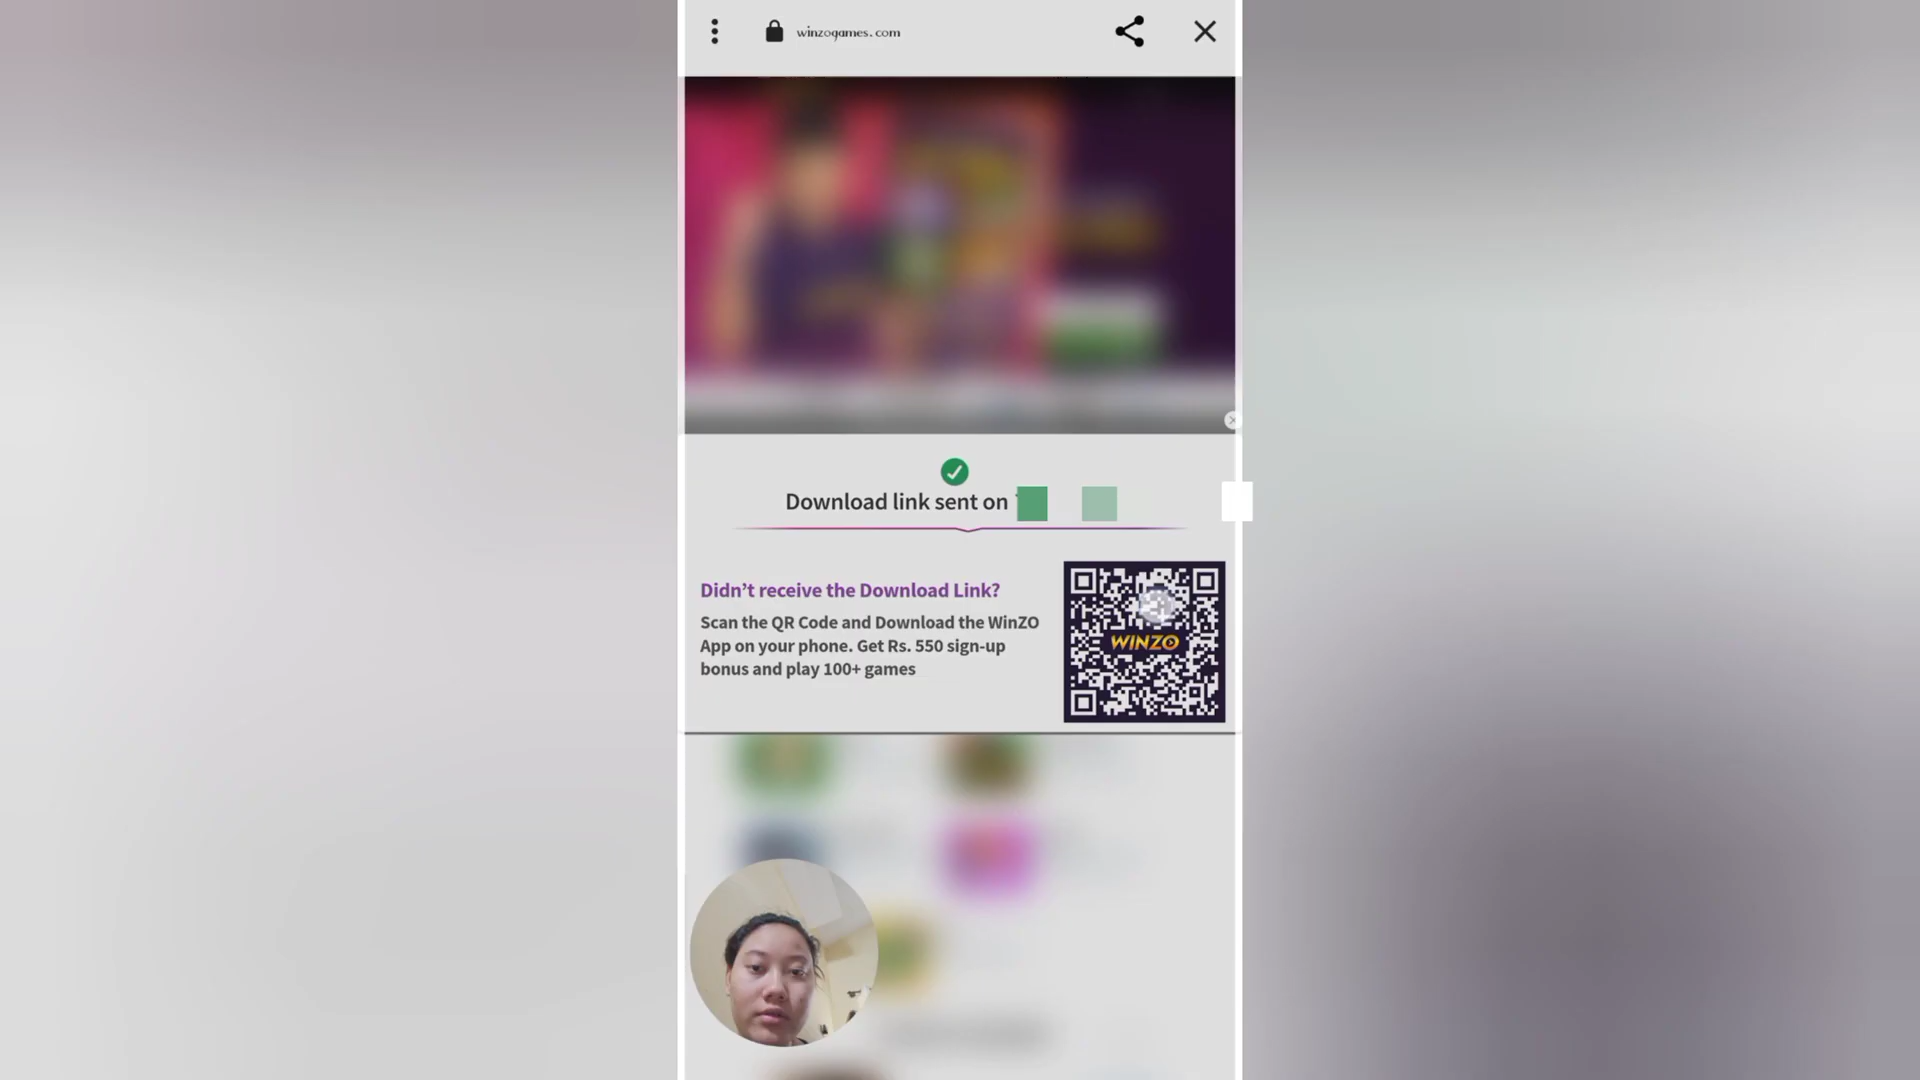 winzogames.com
Download link sent on
Didn't receive the Download Link?
Scan the QR Code and Download the WinZO
App on your phone. Get Rs. 550 sign-up
bonus and play 100+ games
WINZO